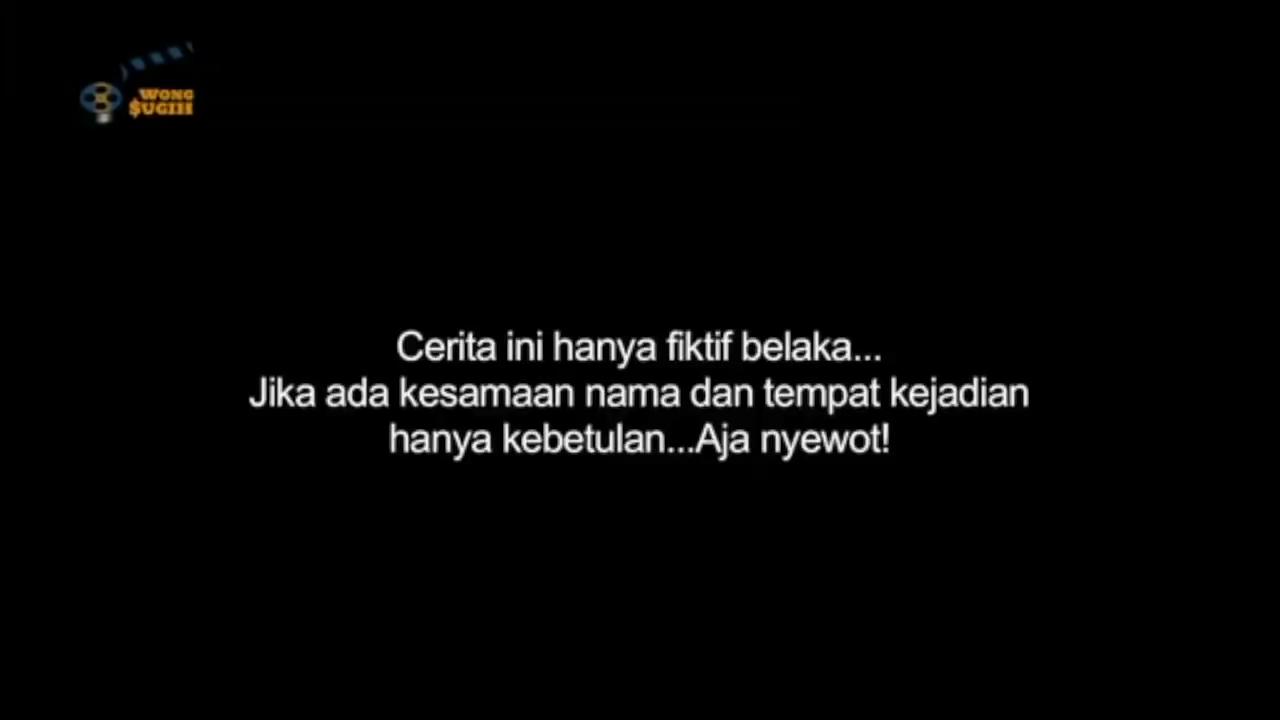 WONG
$UGIH
Cerita ini hanya fiktif belaka...
Jika ada kesamaan nama dan tempat kejadian
hanya kebetulan...Aja nyewot!